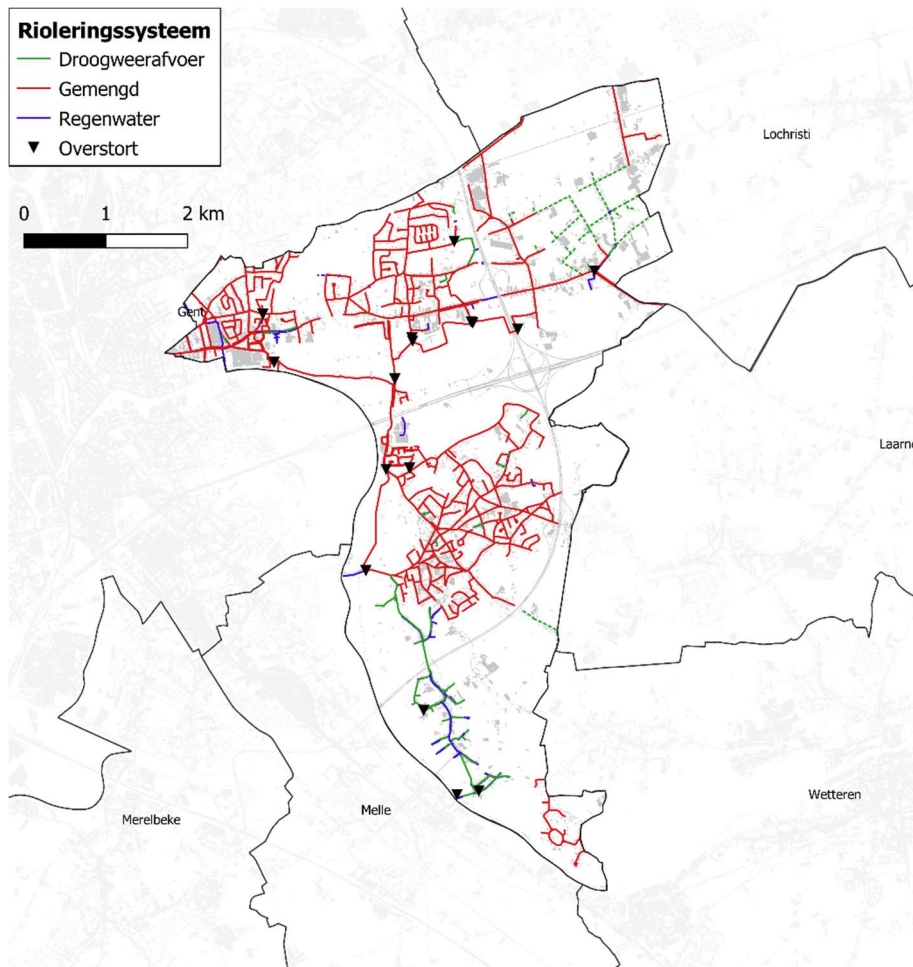 Rioleringssysteem
Droogweerafvoer
Gemengd
Regenwater
Overstort
0 1 2 km
Lochristi
Gent
Laarne
Merelbeke
Melle
Wetteren